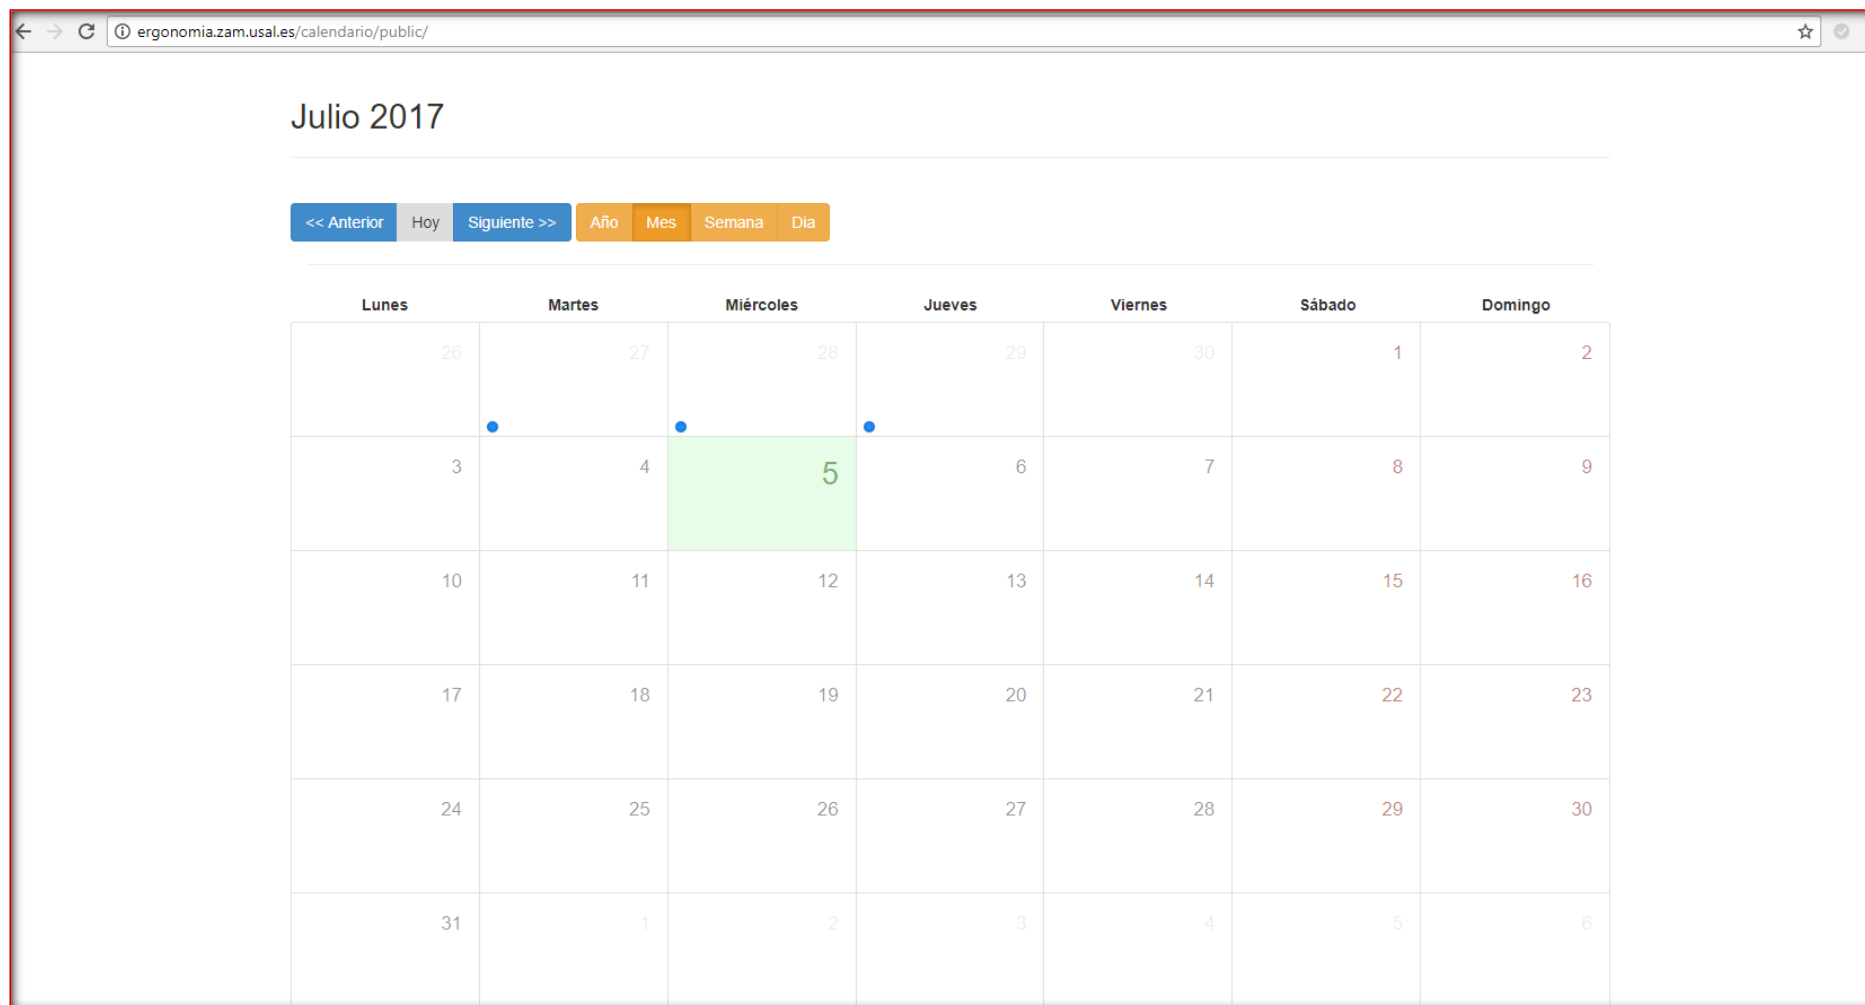 ergonomia.zam.usal.es/calendario/public/
Julio 2017
<< Anterior Hoy Siguiente >> Año Mes Semana Dia
Lunes Martes Miércoles Jueves Viernes Sábado Domingo
26 27 28 29 30 1 2
3 4 5 6 7 8 9
10 11 12 13 14 15 16
17 18 19 20 21 22 23
24 25 26 27 28 29 30
31 1 2 3 4 5 6